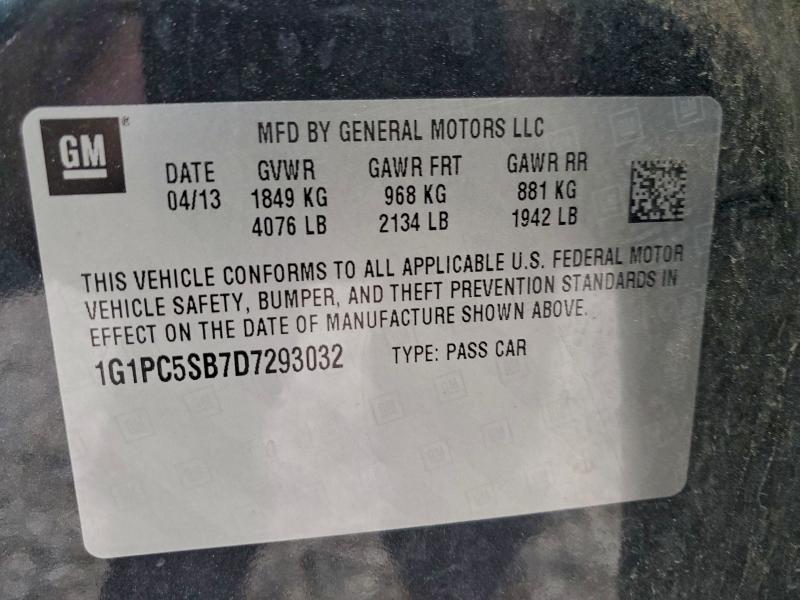 GM
MFD BY GENERAL MOTORS LLC
DATE GVWR GAWR FRT GAWR RR
04/13 1849 KG 968 KG 881 KG
4076 LB 2134 LB 1942 LB
THIS VEHICLE CONFORMS TO ALL APPLICABLE U.S. FEDERAL MOTOR
VEHICLE SAFETY, BUMPER, AND THEFT PREVENTION STANDARDS IN
EFFECT ON THE DATE OF MANUFACTURE SHOWN ABOVE.
1G1PC5SB7D7293032 TYPE: PASS CAR